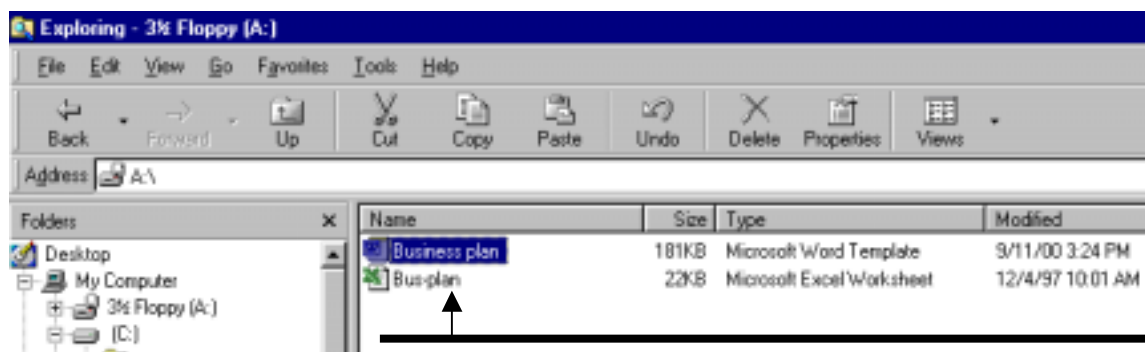 Exploring - 3½ Floppy (A:)
File Edit View Go Favorites Tools Help
Back Forward Up Cut Copy Paste Undo Delete Properties Views
Address A:\
Folders
Name Size Type Modified
Desktop
Business plan 181KB Microsoft Word Template 9/11/00 3:24 PM
My Computer
Bus-plan 22KB Microsoft Excel Worksheet 12/4/97 10:01 AM
3½ Floppy (A:)
(C:)